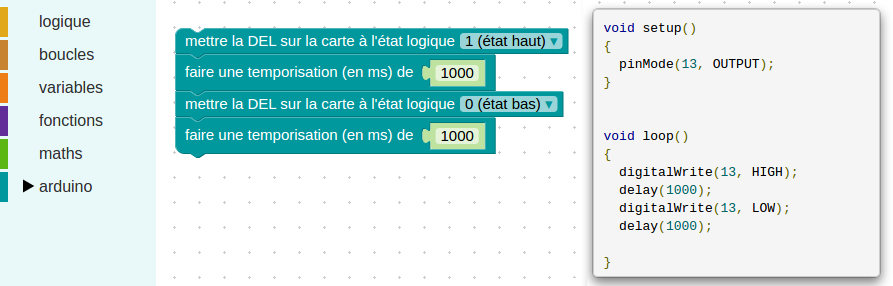 logique
boucles
variables
fonctions
maths
arduino
mettre la DEL sur la carte à l'état logique 1 (état haut)
faire une temporisation (en ms) de 1000
mettre la DEL sur la carte à l'état logique 0 (état bas)
faire une temporisation (en ms) de 1000
void setup()
{
pinMode(13, OUTPUT);
}
void loop()
{
digitalWrite(13, HIGH);
delay(1000);
digitalWrite(13, LOW);
delay(1000);
}